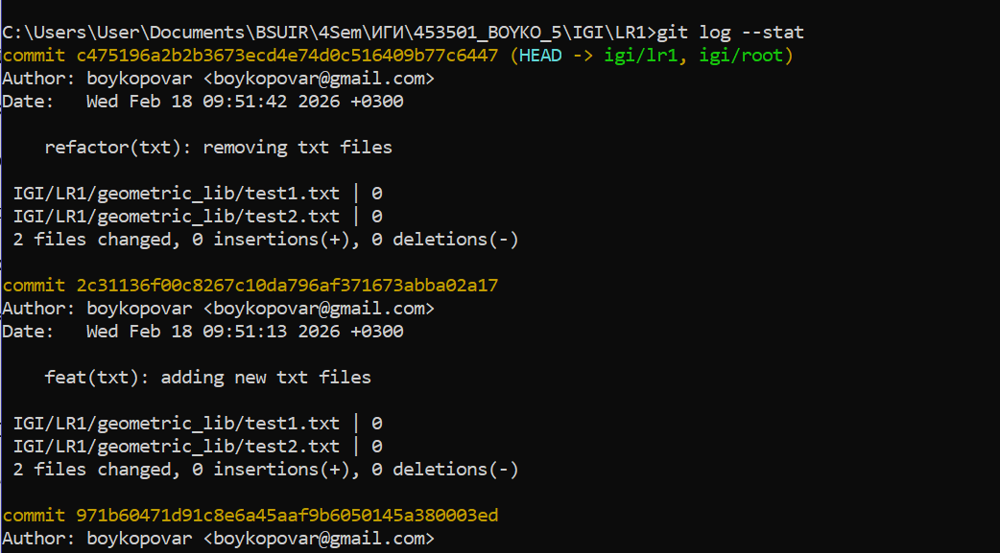 C:\Users\User\Documents\BSUIR\4Sem\ИГИ\453501_BOYKO_5\IGI\LR1>git log --stat
commit c475196a2b2b3673ecd4e74d0c516409b77c6447 (HEAD -> igi/lr1, igi/root)
Author: boykopovar <boykopovar@gmail.com>
Date:   Wed Feb 18 09:51:42 2026 +0300
    refactor(txt): removing txt files
 IGI/LR1/geometric_lib/test1.txt | 0
 IGI/LR1/geometric_lib/test2.txt | 0
 2 files changed, 0 insertions(+), 0 deletions(-)
commit 2c31136f00c8267c10da796af371673abba02a17
Author: boykopovar <boykopovar@gmail.com>
Date:   Wed Feb 18 09:51:13 2026 +0300
    feat(txt): adding new txt files
 IGI/LR1/geometric_lib/test1.txt | 0
 IGI/LR1/geometric_lib/test2.txt | 0
 2 files changed, 0 insertions(+), 0 deletions(-)
commit 971b60471d91c8e6a45aaf9b6050145a380003ed
Author: boykopovar <boykopovar@gmail.com>